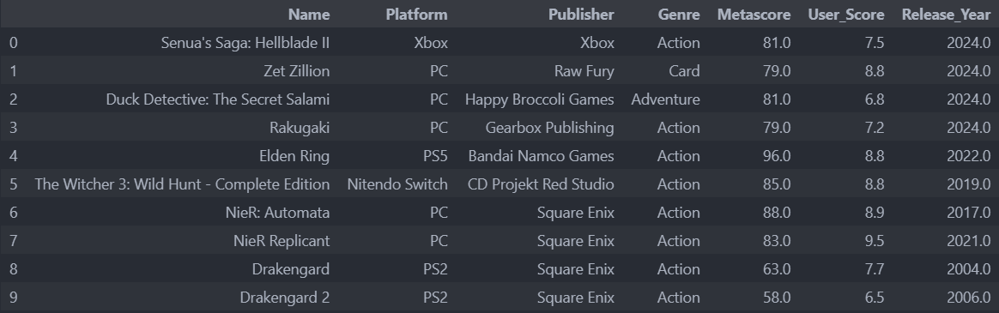 Name Platform Publisher Genre Metascore User_Score Release_Year
0 Senua's Saga: Hellblade II Xbox Xbox Action 81.0 7.5 2024.0
1 Zet Zillion PC Raw Fury Card 79.0 8.8 2024.0
2 Duck Detective: The Secret Salami PC Happy Broccoli Games Adventure 81.0 6.8 2024.0
3 Rakugaki PC Gearbox Publishing Action 79.0 7.2 2024.0
4 Elden Ring PS5 Bandai Namco Games Action 96.0 8.8 2022.0
5 The Witcher 3: Wild Hunt - Complete Edition Nitendo Switch CD Projekt Red Studio Action 85.0 8.8 2019.0
6 NieR: Automata PC Square Enix Action 88.0 8.9 2017.0
7 NieR Replicant PC Square Enix Action 83.0 9.5 2021.0
8 Drakengard PS2 Square Enix Action 63.0 7.7 2004.0
9 Drakengard 2 PS2 Square Enix Action 58.0 6.5 2006.0